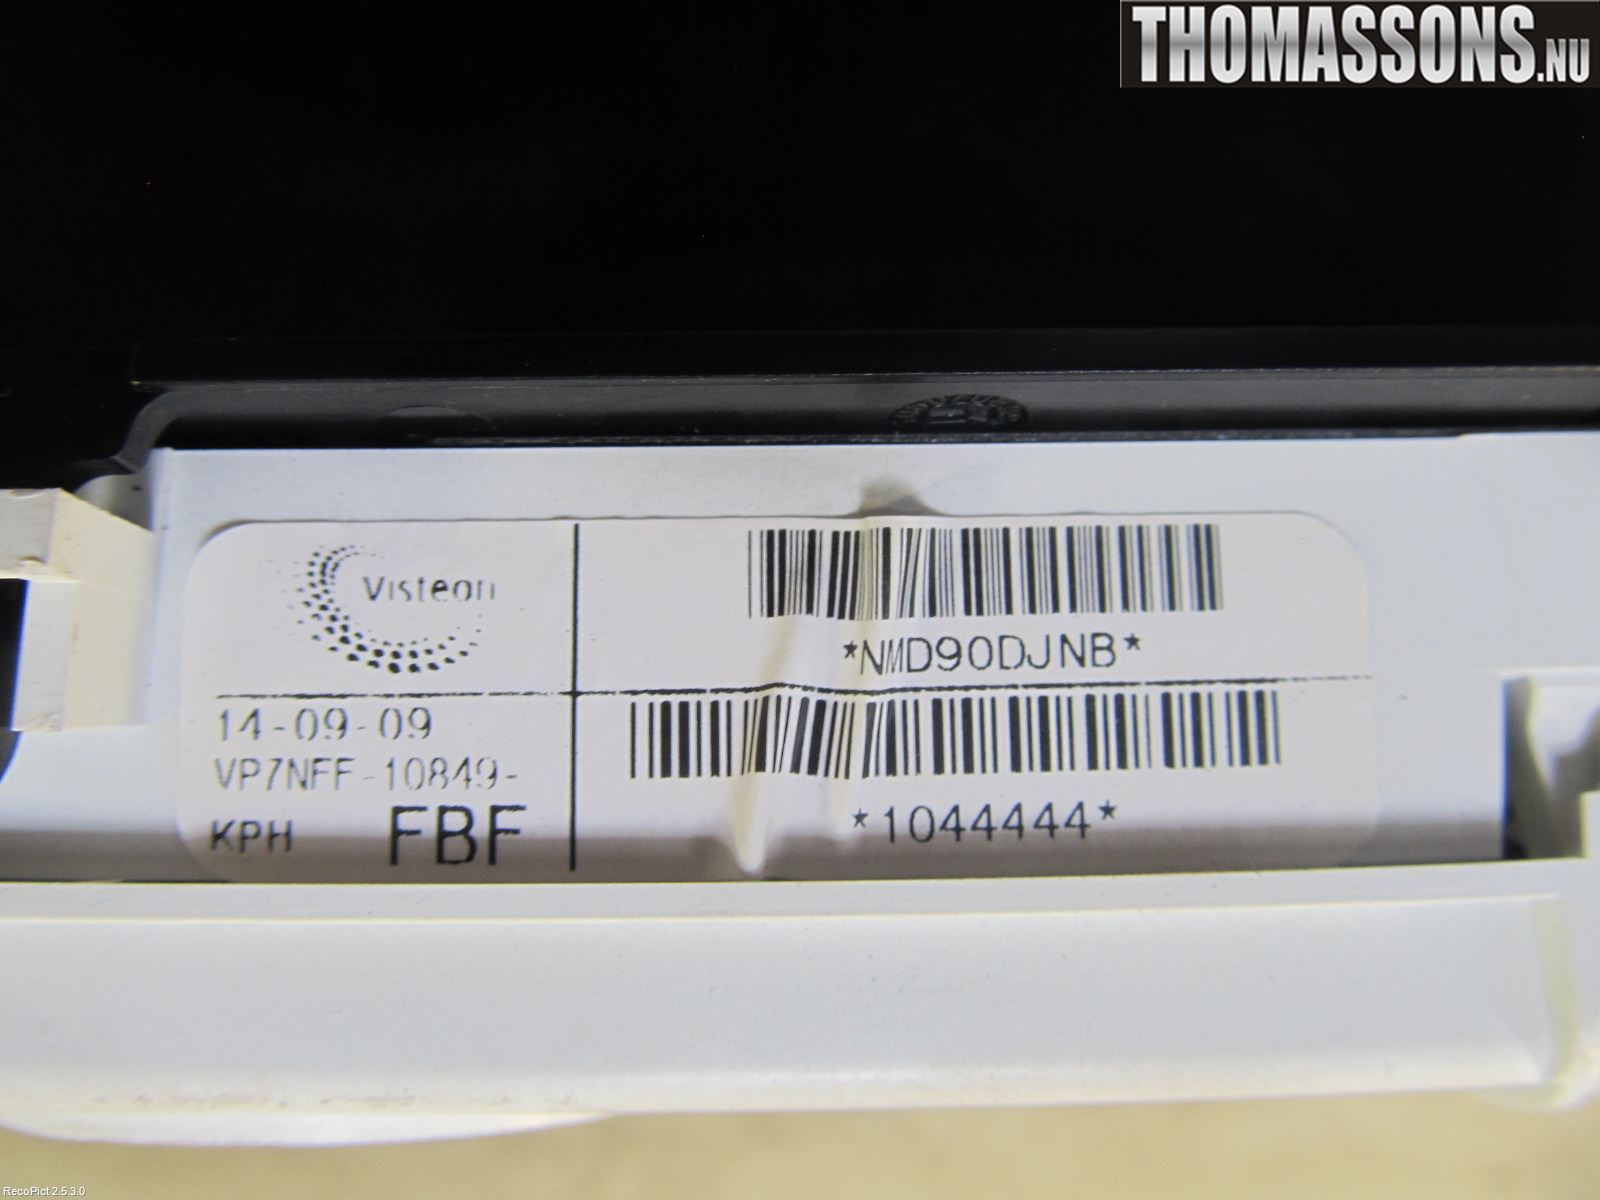 THOMASSONS.NU
Visteon
*NMD90DJNB*
14-09-09
VP7NFF-10849-
KPH FBF
*1044444*
RecoPict 2.5.3.0